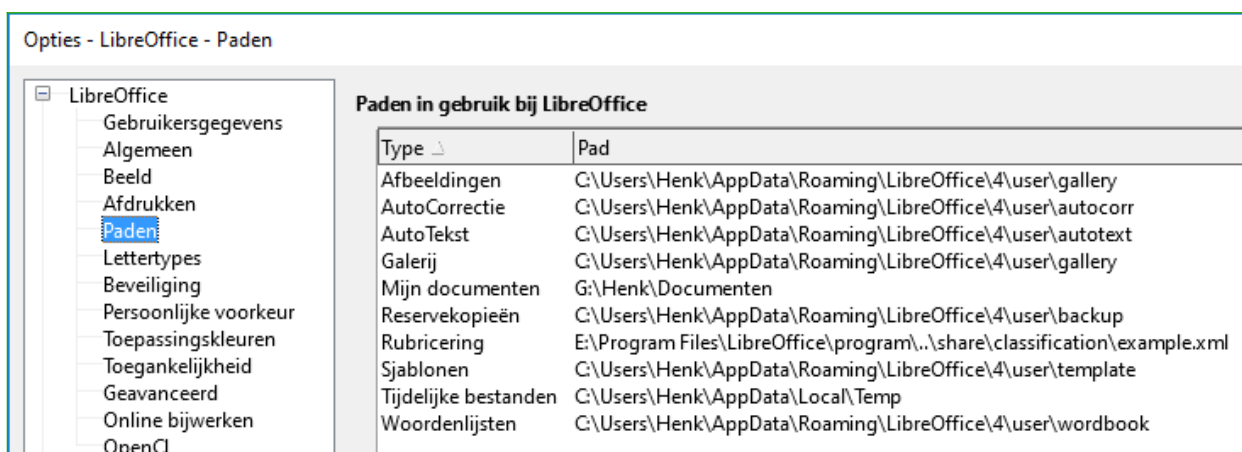 Opties - LibreOffice - Paden
LibreOffice
Gebruikersgegevens
Algemeen
Beeld
Afdrukken
Paden
Lettertypes
Beveiliging
Persoonlijke voorkeur
Toepassingskleuren
Toegankelijkheid
Geavanceerd
Online bijwerken
OpenCL
Paden in gebruik bij LibreOffice
Type Pad
Afbeeldingen C:\Users\Henk\AppData\Roaming\LibreOffice\4\user\gallery
AutoCorrectie C:\Users\Henk\AppData\Roaming\LibreOffice\4\user\autocorr
AutoTekst C:\Users\Henk\AppData\Roaming\LibreOffice\4\user\autotext
Galerij C:\Users\Henk\AppData\Roaming\LibreOffice\4\user\gallery
Mijn documenten G:\Henk\Documenten
Reservekopieën C:\Users\Henk\AppData\Roaming\LibreOffice\4\user\backup
Rubricering E:\Program Files\LibreOffice\program\..\share\classification\example.xml
Sjablonen C:\Users\Henk\AppData\Roaming\LibreOffice\4\user\template
Tijdelijke bestanden C:\Users\Henk\AppData\Local\Temp
Woordenlijsten C:\Users\Henk\AppData\Roaming\LibreOffice\4\user\wordbook